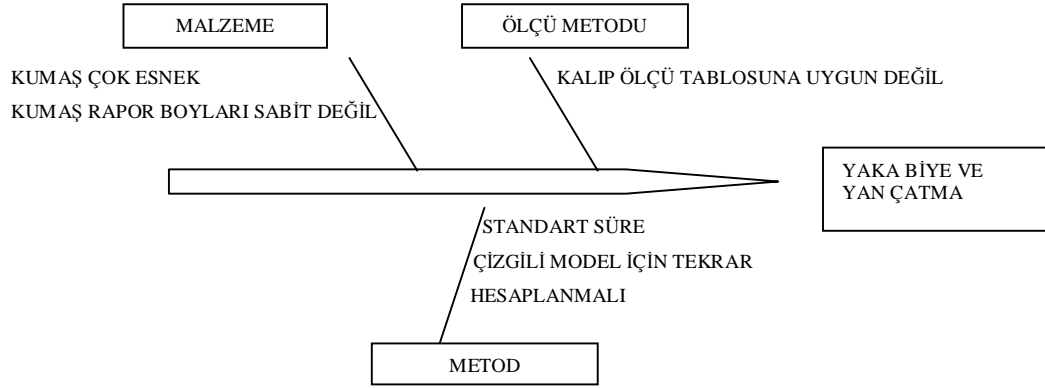 MALZEME
ÖLÇÜ METODU
KUMAŞ ÇOK ESNEK
KUMAŞ RAPOR BOYLARI SABİT DEĞİL
KALIP ÖLÇÜ TABLOSUNA UYGUN DEĞİL
YAKA BİYE VE
YAN ÇATMA
STANDART SÜRE
ÇİZGİLİ MODEL İÇİN TEKRAR
HESAPLANMALI
METOD